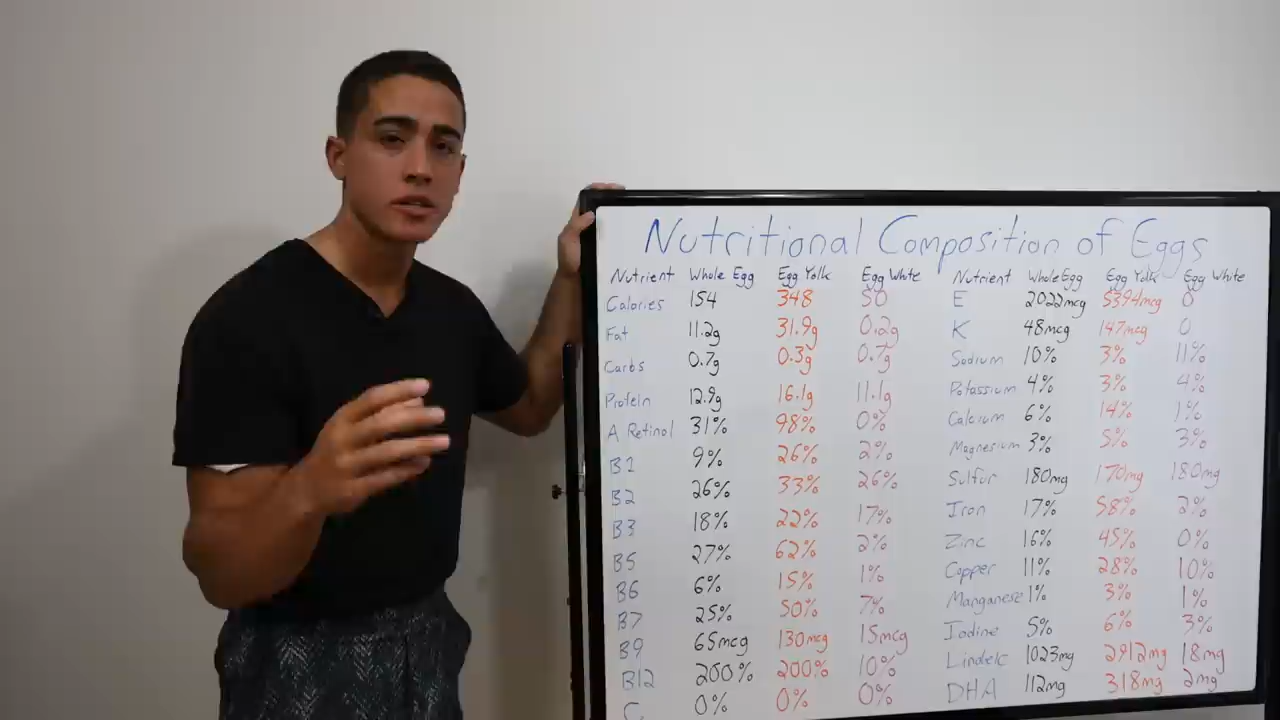 Nutritional Composition of Eggs
Nutrient Whole Egg Egg Yolk Egg White Nutrient Whole Egg Egg Yolk Egg White
Calories 154 348 50 E 2022mcg 5394mcg 0
Fat 11.2g 31.9g 0.2g K 48mcg 147mcg 0
Carbs 0.7g 0.3g 0.7g Sodium 10% 3% 11%
Protein 12.9g 16.1g 11.1g Potassium 4% 3% 4%
A Retinol 31% 98% 0% Calcium 6% 14% 1%
B1 9% 26% 2% Magnesium 3% 5% 3%
B2 26% 33% 26% Sulfur 180mg 170mg 180mg
B3 18% 22% 17% Iron 17% 58% 2%
B5 27% 62% 2% Zinc 16% 45% 0%
B6 6% 15% 1% Copper 11% 28% 10%
B7 25% 50% 7% Manganese 1% 3% 1%
B9 65mcg 130mcg 15mcg Iodine 5% 6% 3%
B12 200% 200% 10% Linoleic 1023mg 2912mg 18mg
C 0% 0% 0% DHA 112mg 318mg 2mg